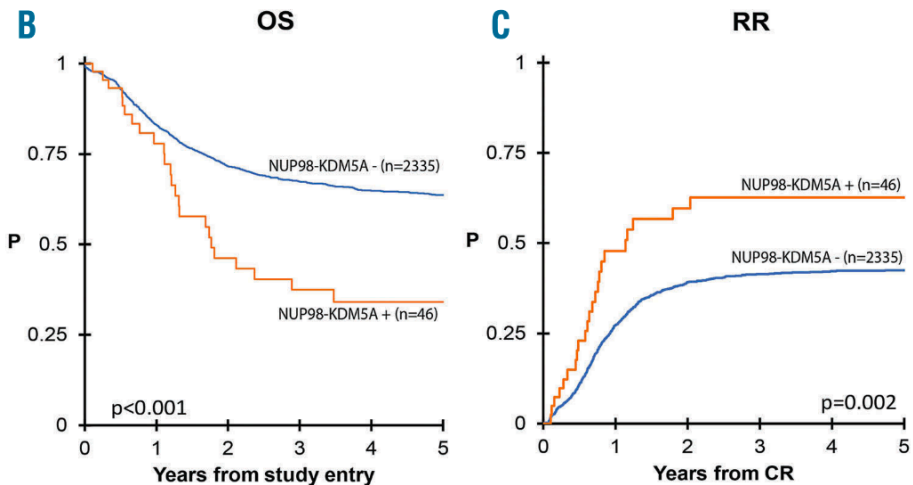 B
OS
1
0.75
P
0.5
0.25
0
NUP98-KDM5A - (n=2335)
NUP98-KDM5A + (n=46)
p<0.001
0 1 2 3 4 5
Years from study entry
C
RR
1
0.75
P
0.5
0.25
0
NUP98-KDM5A + (n=46)
NUP98-KDM5A - (n=2335)
p=0.002
0 1 2 3 4 5
Years from CR